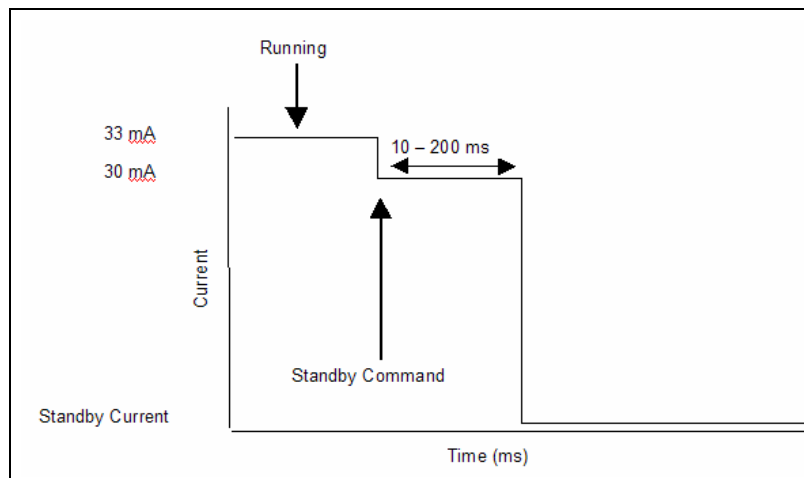 Running
33 mA
10 – 200 ms
30 mA
Current
Standby Command
Standby Current
Time (ms)